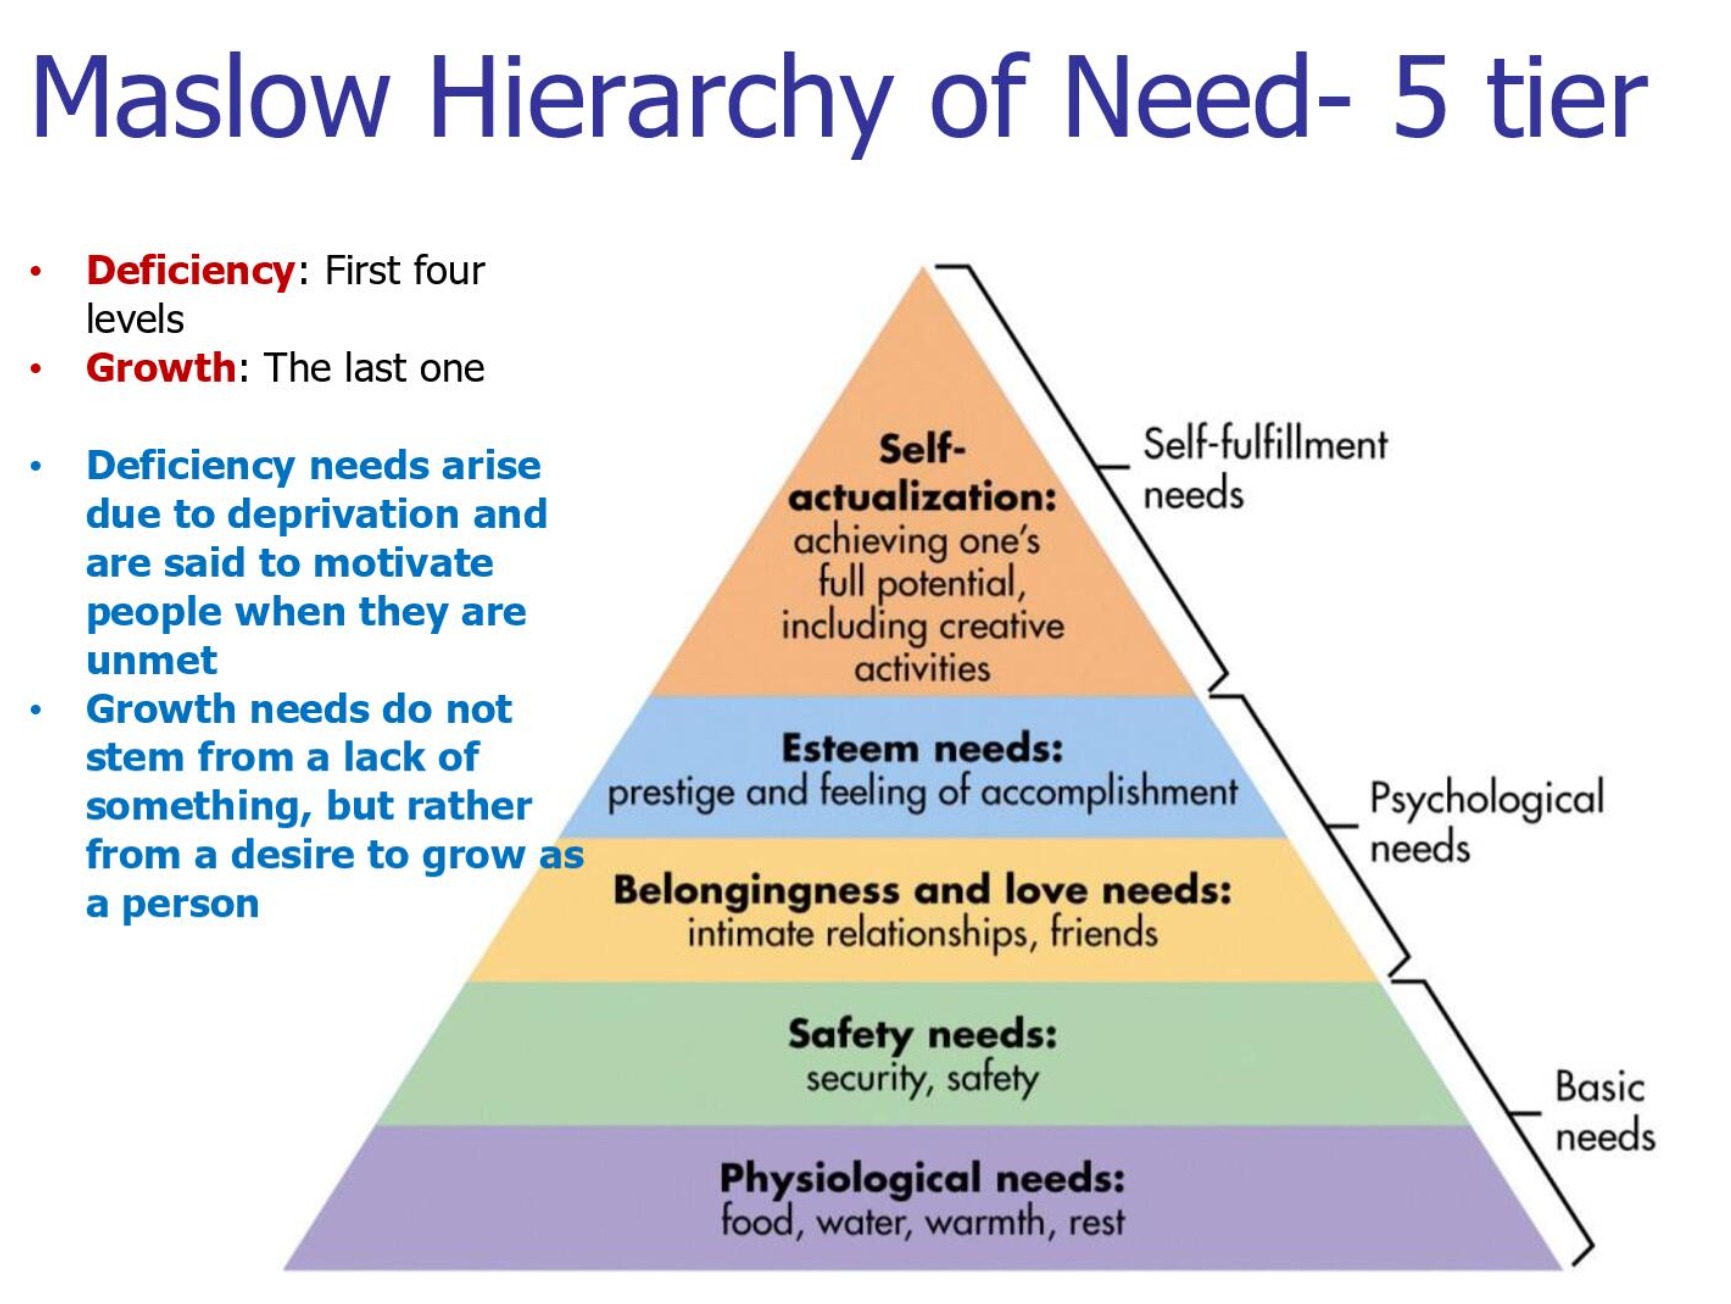 Maslow Hierarchy of Need- 5 tier
• Deficiency: First four
levels
• Growth: The last one
• Deficiency needs arise
due to deprivation and
are said to motivate
people when they are
unmet
• Growth needs do not
stem from a lack of
something, but rather
from a desire to grow as
a person
Self-
actualization:
achieving one's
full potential,
including creative
activities
Self-fulfillment
needs
Esteem needs:
prestige and feeling of accomplishment
Psychological
needs
Belongingness and love needs:
intimate relationships, friends
Safety needs:
security, safety
Basic
needs
Physiological needs:
food, water, warmth, rest